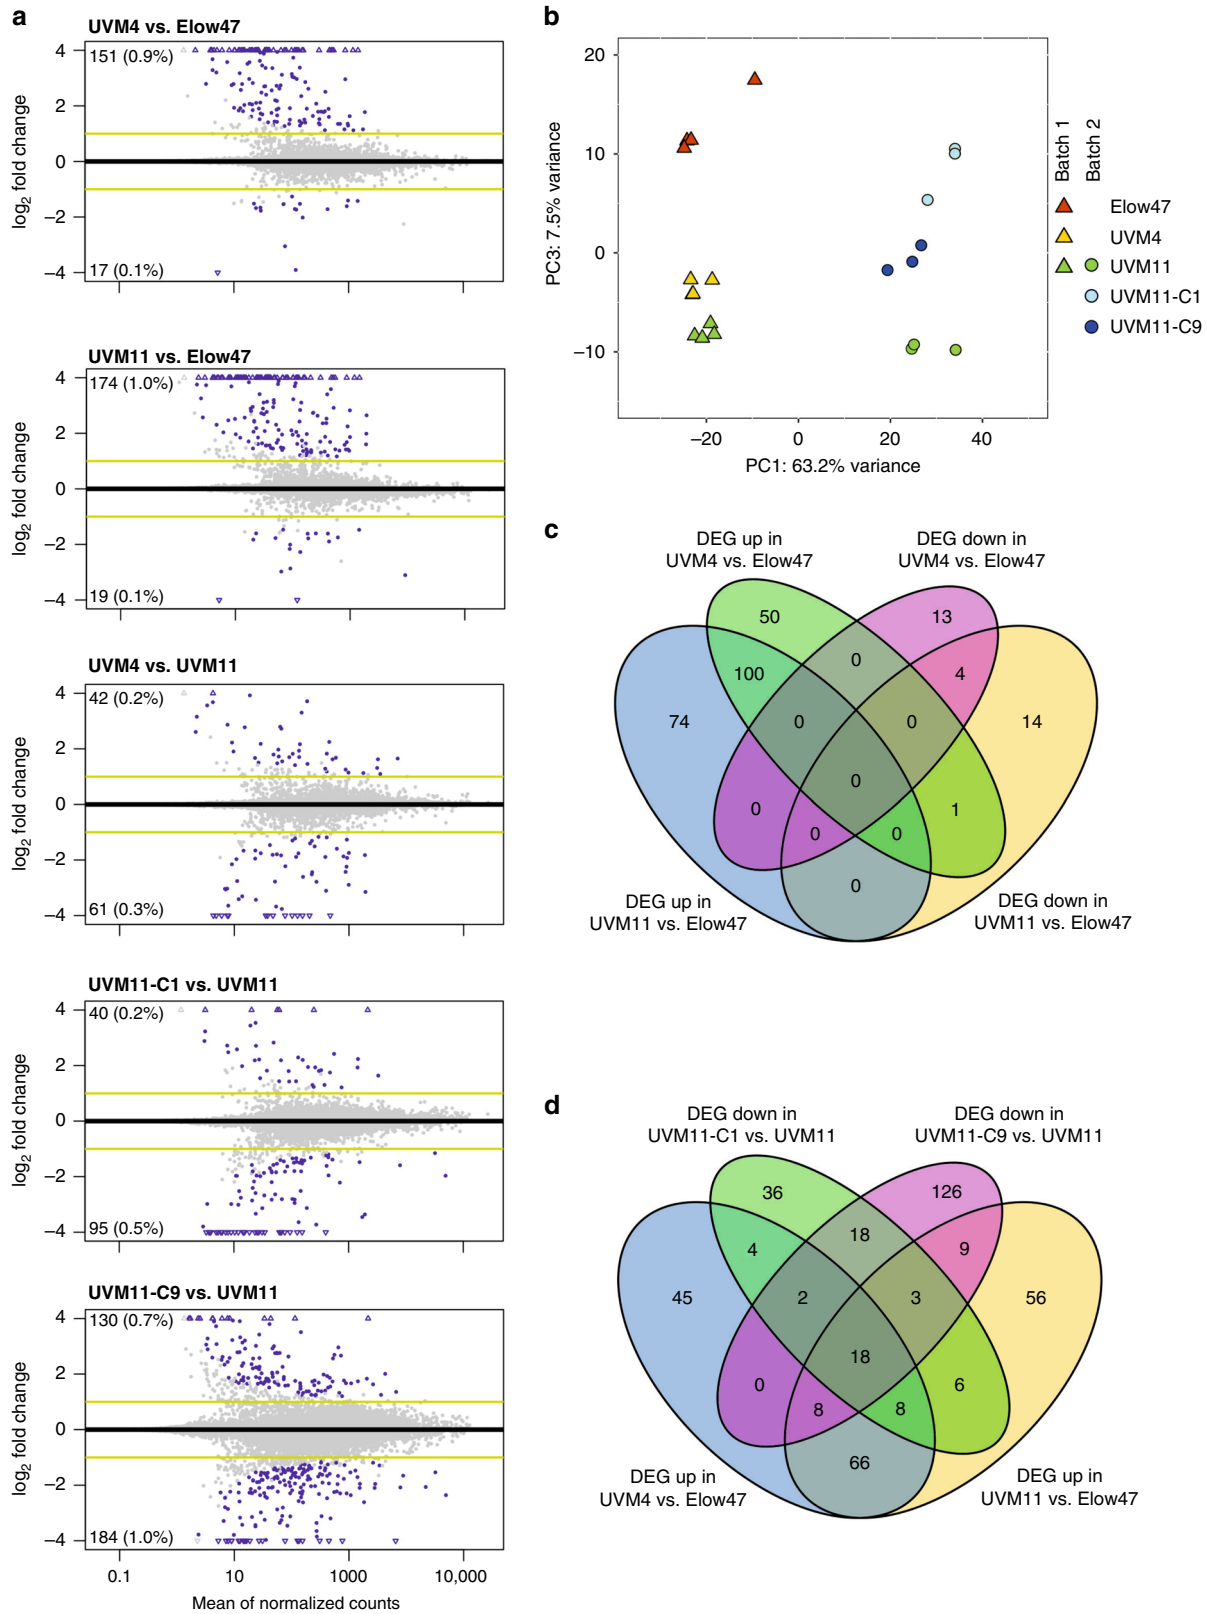 a
UVM4 vs. Elow47
4
151 (0.9%)
2
0
−2
−4
17 (0.1%)
log2 fold change
UVM11 vs. Elow47
4
174 (1.0%)
2
0
−2
−4
19 (0.1%)
log2 fold change
UVM4 vs. UVM11
4
42 (0.2%)
2
0
−2
−4
61 (0.3%)
log2 fold change
UVM11-C1 vs. UVM11
4
40 (0.2%)
2
0
−2
−4
95 (0.5%)
log2 fold change
UVM11-C9 vs. UVM11
4
130 (0.7%)
2
0
−2
−4
184 (1.0%)
log2 fold change
0.1 10 1000 10,000
Mean of normalized counts
b
20
10
0
−10
PC3: 7.5% variance
−20 0 20 40
PC1: 63.2% variance
Batch 1
Batch 2
Elow47
UVM4
UVM11
UVM11-C1
UVM11-C9
c
DEG up in
UVM4 vs. Elow47
DEG down in
UVM4 vs. Elow47
50
13
0
100
4
74
0
0
14
0
0
1
0
0
0
DEG up in
UVM11 vs. Elow47
DEG down in
UVM11 vs. Elow47
d
DEG down in
UVM11-C1 vs. UVM11
DEG down in
UVM11-C9 vs. UVM11
36
126
18
4
9
45
2
3
56
18
0
6
8
8
66
DEG up in
UVM4 vs. Elow47
DEG up in
UVM11 vs. Elow47